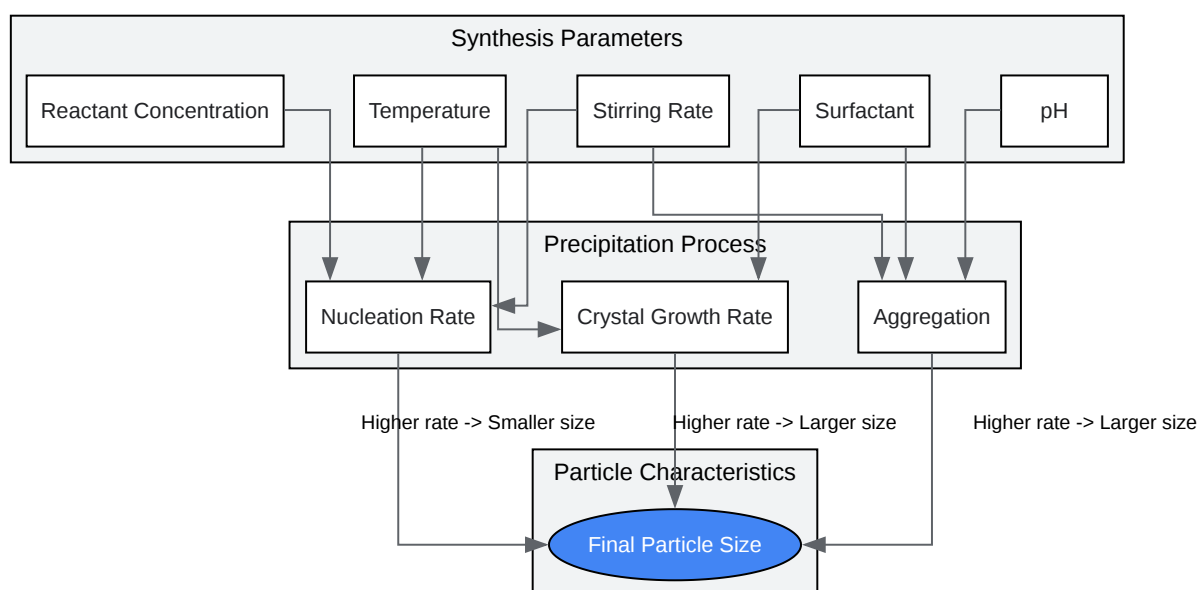 Synthesis Parameters
Reactant Concentration
Temperature
Stirring Rate
Surfactant
pH
Precipitation Process
Nucleation Rate
Crystal Growth Rate
Aggregation
Higher rate -> Smaller size
Higher rate -> Larger size
Higher rate -> Larger size
Particle Characteristics
Final Particle Size